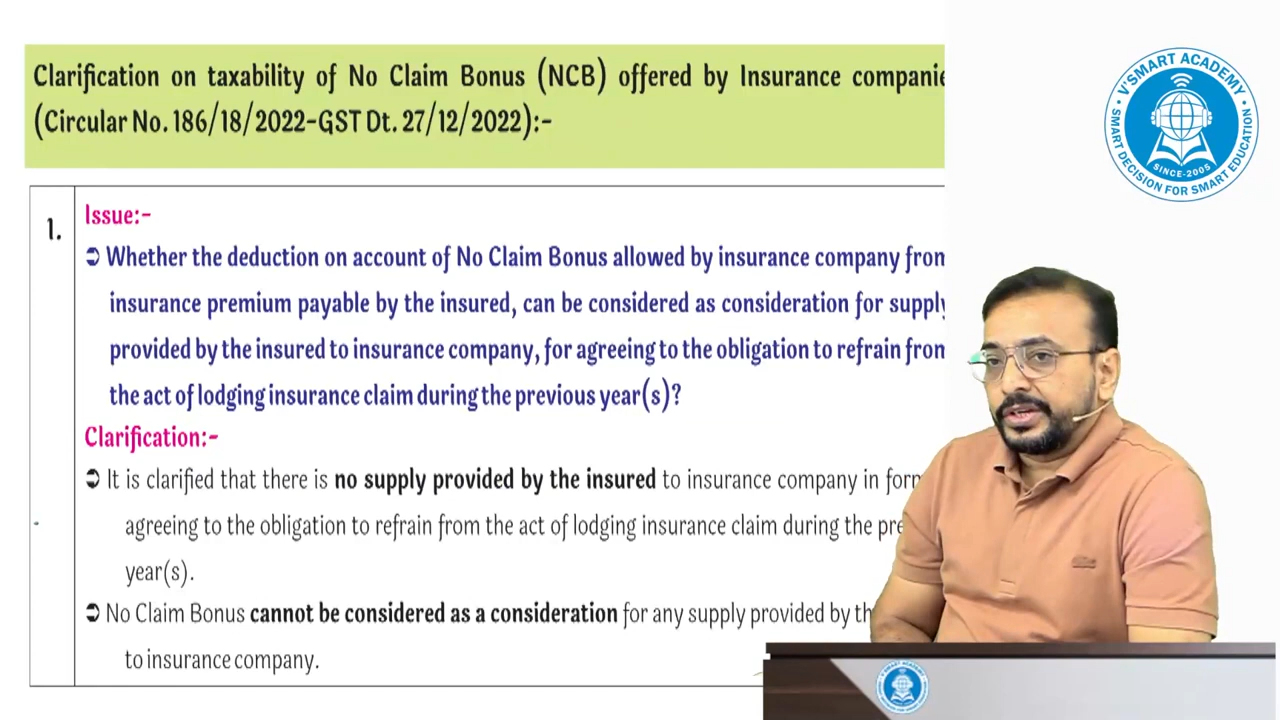 Clarification on taxability of No Claim Bonus (NCB) offered by Insurance companie
(Circular No. 186/18/2022-GST Dt. 27/12/2022):-
V'SMART ACADEMY
SINCE-2005
SMART DECISION FOR SMART EDUCATION
1.
Issue:-
➲ Whether the deduction on account of No Claim Bonus allowed by insurance company from
insurance premium payable by the insured, can be considered as consideration for supply
provided by the insured to insurance company, for agreeing to the obligation to refrain from
the act of lodging insurance claim during the previous year(s)?
Clarification:-
➲ It is clarified that there is no supply provided by the insured to insurance company in form
agreeing to the obligation to refrain from the act of lodging insurance claim during the pre
year(s).
➲ No Claim Bonus cannot be considered as a consideration for any supply provided by th
to insurance company.